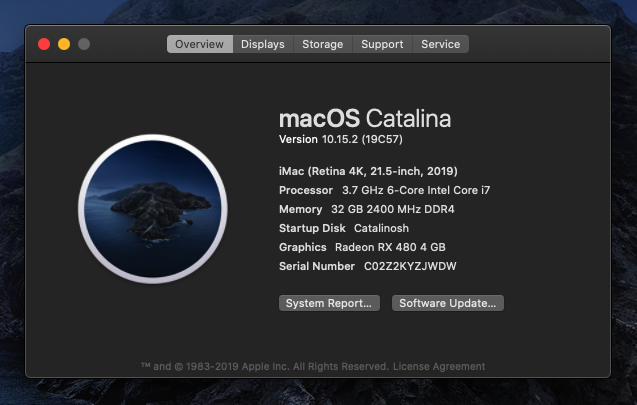 Overview Displays Storage Support Service
macOS Catalina
Version 10.15.2 (19C57)
iMac (Retina 4K, 21.5-inch, 2019)
Processor 3.7 GHz 6-Core Intel Core i7
Memory 32 GB 2400 MHz DDR4
Startup Disk Catalinosh
Graphics Radeon RX 480 4 GB
Serial Number C02Z2KYZJWDW
System Report... Software Update...
™ and © 1983-2019 Apple Inc. All Rights Reserved. License Agreement